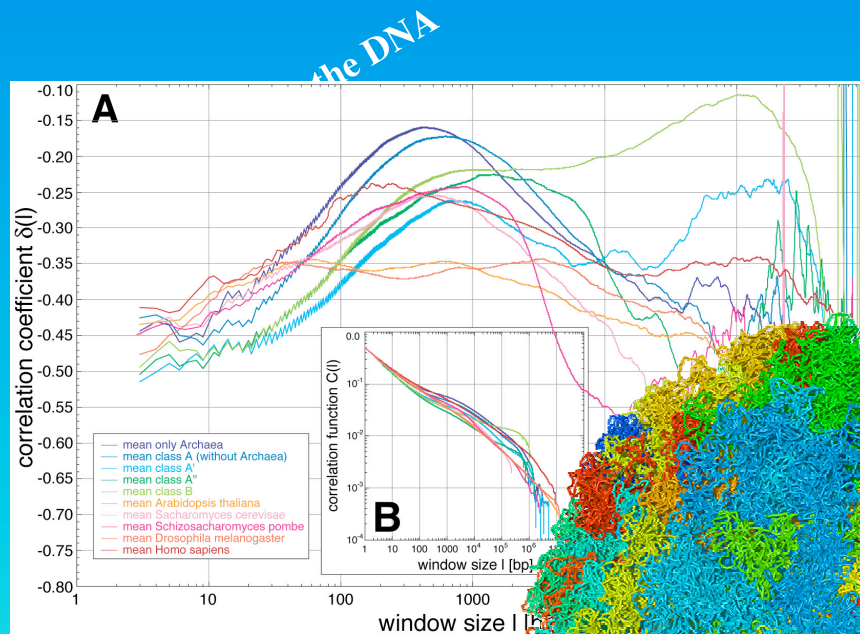 the DNA
A
-0.10
-0.15
-0.20
-0.25
-0.30
-0.35
-0.40
-0.45
-0.50
-0.55
-0.60
-0.65
-0.70
-0.75
-0.80
correlation coefficient δ(l)
mean only Archaea
mean class A (without Archaea)
mean class A'
mean class A"
mean class B
mean Arabidopsis thaliana
mean Sacharomyces cerevisae
mean Schizosacharomyces pombe
mean Drosophila melanogaster
mean Homo sapiens
1 10 100 1000
window size l [b
B
0.0
10⁻¹
10⁻²
10⁻³
10⁻⁴
correlation function C(l)
1 10 100 1000 10⁴ 10⁵ 10⁶
window size l [bp]